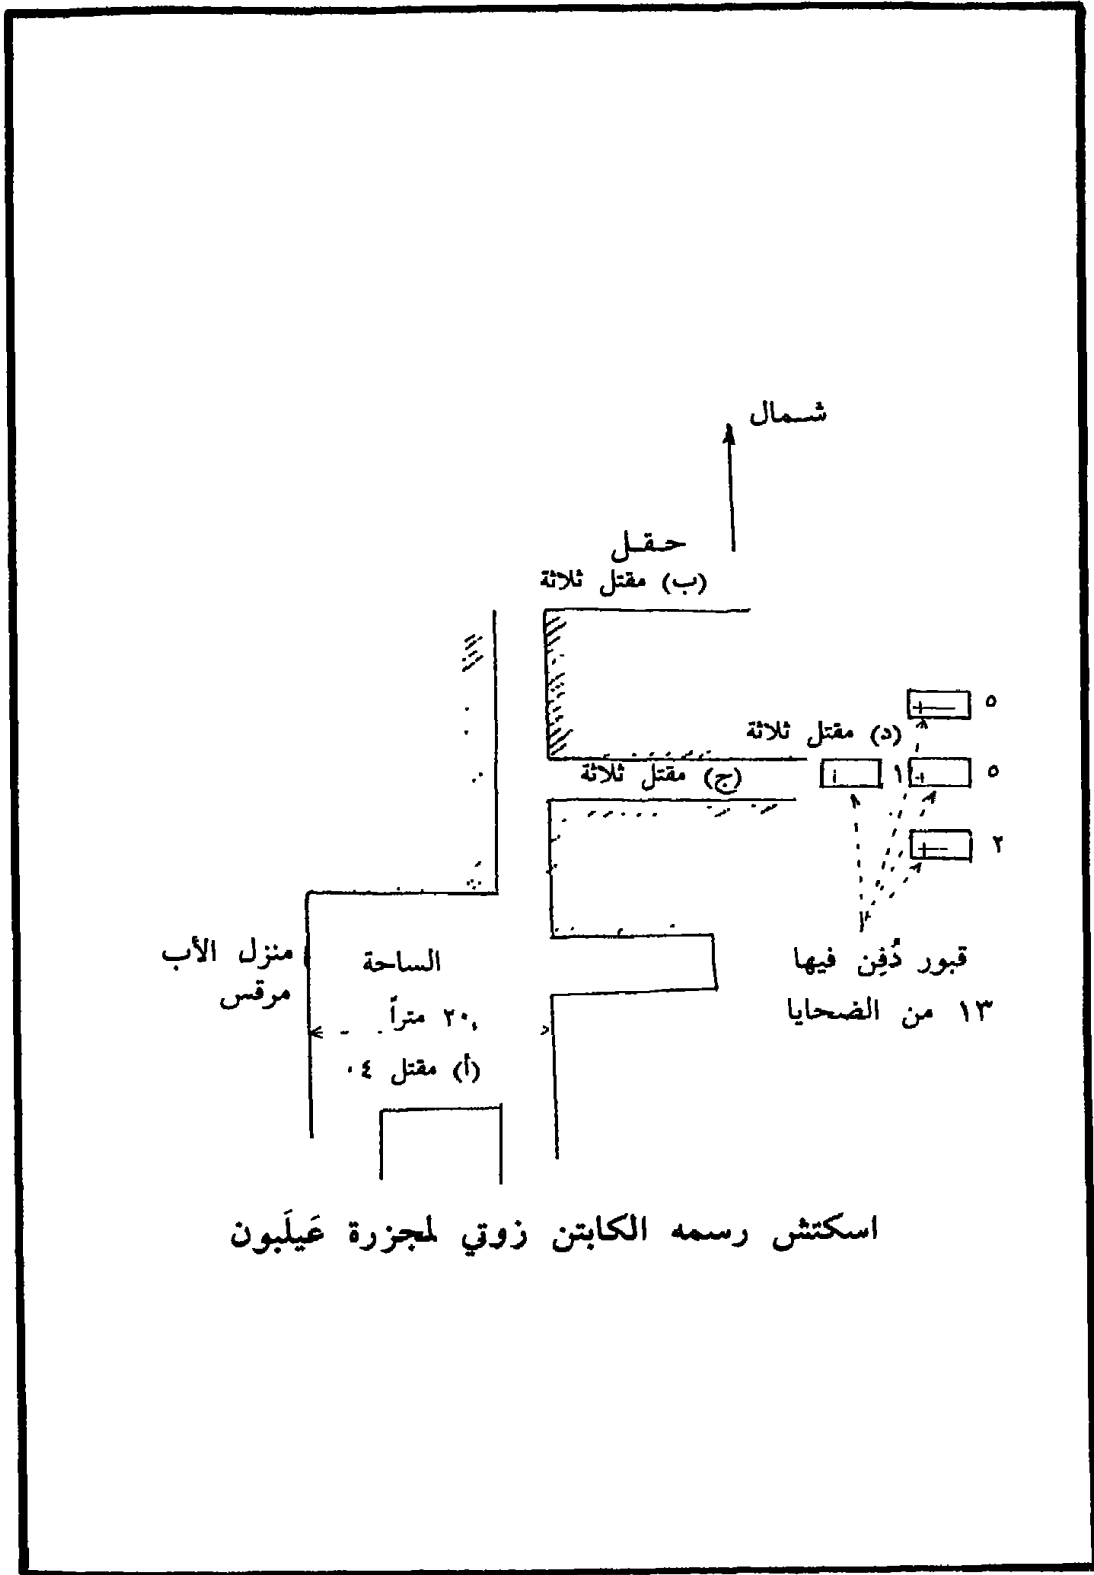 شمال
حقل
(ب) مقتل ثلاثة
٥
(د) مقتل ثلاثة
(ج) مقتل ثلاثة
١
٥
٢
منزل الأب
مرقس
الساحة
٢٠ متراً
(أ) مقتل ٠٤
قبور دُفِن فيها
١٣ من الضحايا
اسكتش رسمه الكابتن زوتي لمجزرة عَيلَبون